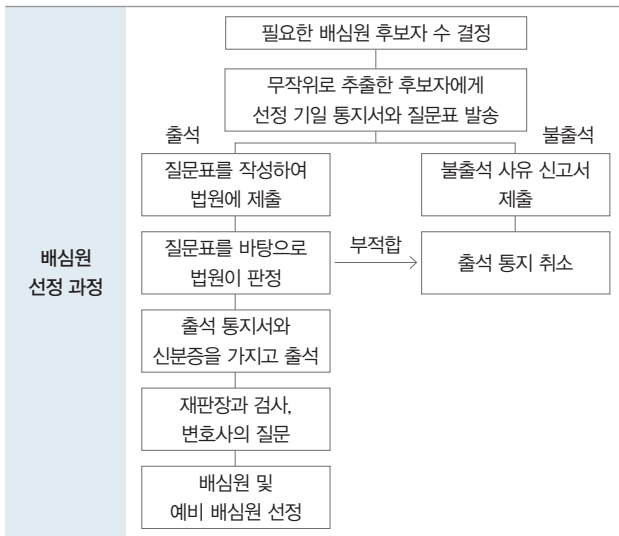 배심원
선정 과정
필요한 배심원 후보자 수 결정
무작위로 추출한 후보자에게
선정 기일 통지서와 질문표 발송
출석
불출석
질문표를 작성하여
법원에 제출
불출석 사유 신고서
제출
질문표를 바탕으로
법원이 판정
부적합
출석 통지 취소
출석 통지서와
신분증을 가지고 출석
재판장과 검사,
변호사의 질문
배심원 및
예비 배심원 선정